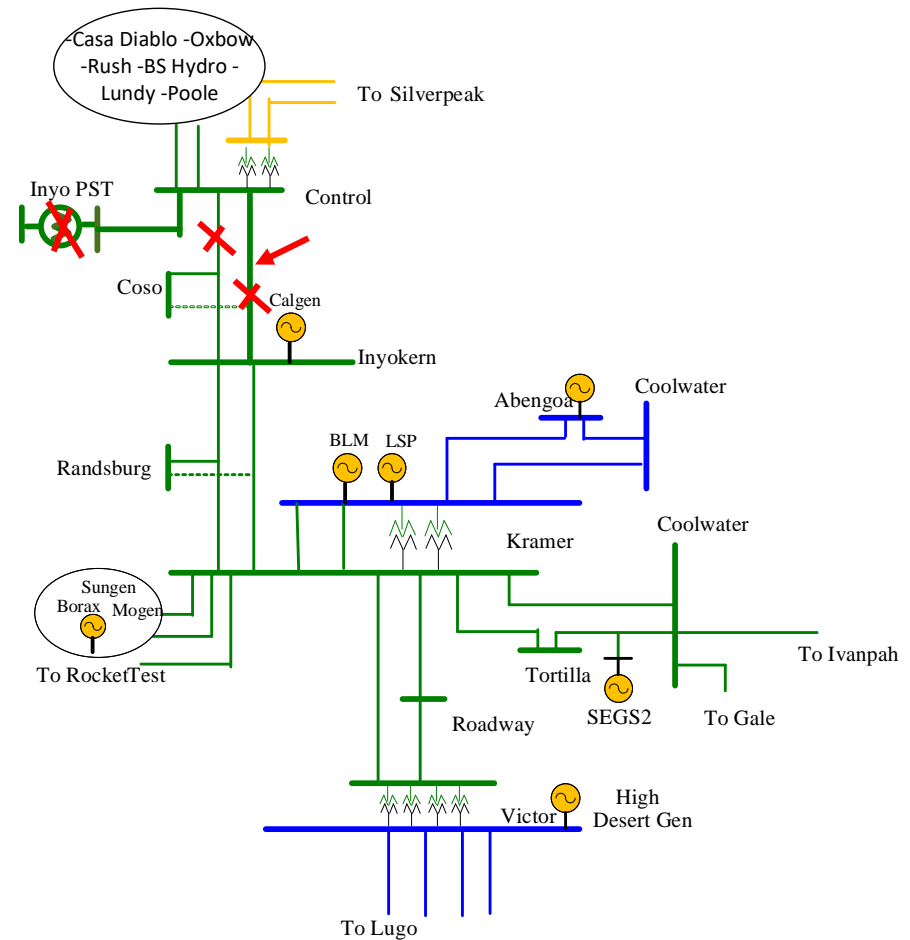 -Casa Diablo -Oxbow
-Rush -BS Hydro -
Lundy -Poole
To Silverpeak
Inyo PST
Control
Coso
Calgen
Inyokern
Abengoa
Coolwater
Randsburg
BLM
LSP
Kramer
Coolwater
Sungen
Borax
Mogen
To RocketTest
Tortilla
SEGS2
To Ivanpah
To Gale
Roadway
Victor
High
Desert Gen
To Lugo